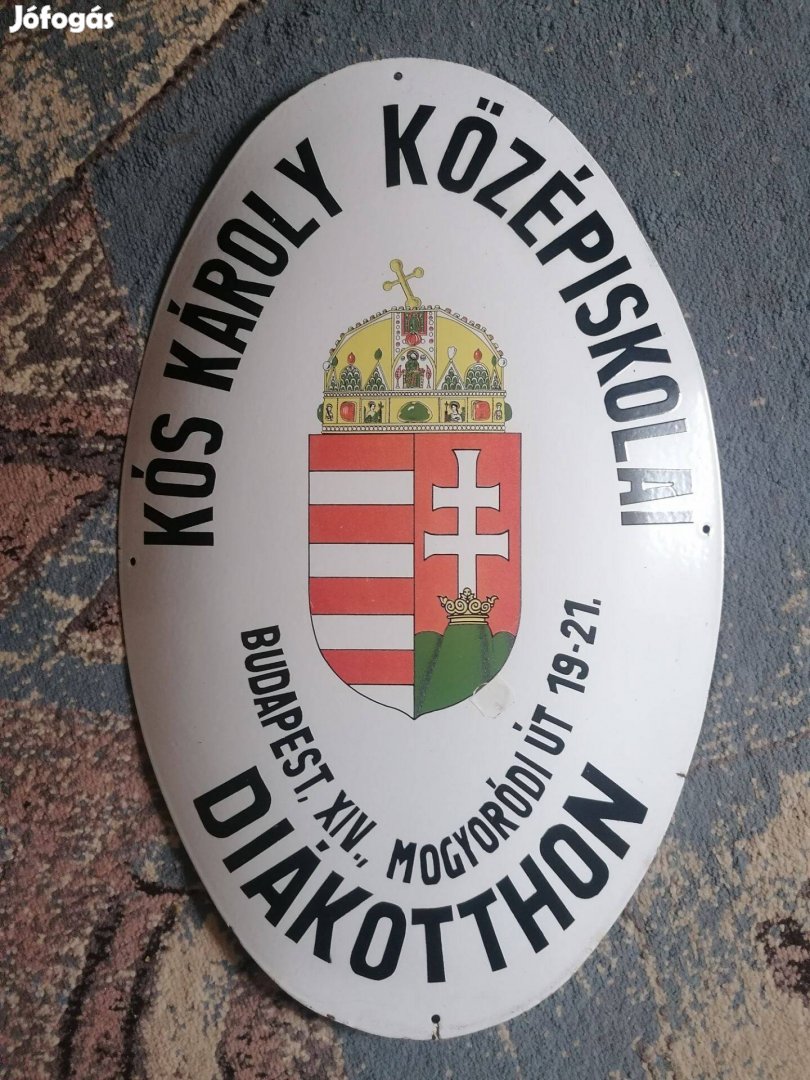 Jófogás
KÓS KÁROLY KÖZÉPISKOLAI
BUDAPEST, XIV., MOGYORÓDI ÚT 19-21.
DIÁKOTTHON